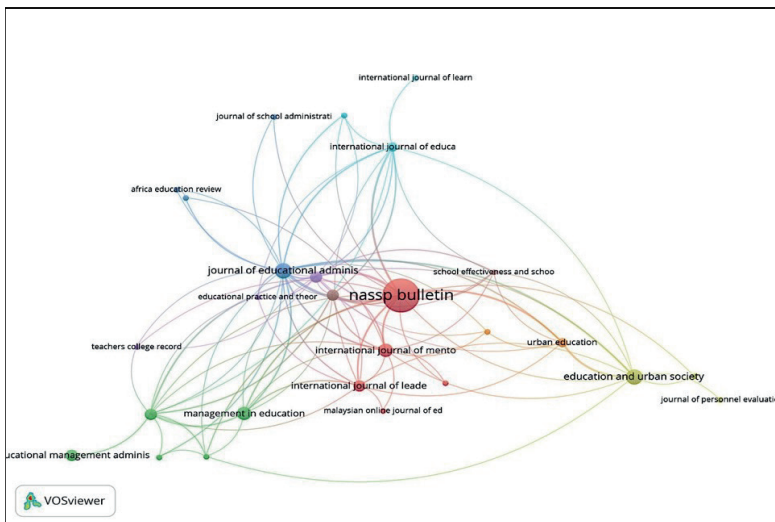 international journal of learn
journal of school administrati
international journal of educa
africa education review
journal of educational adminis
school effectiveness and schoo
educational practice and theor
nassp bulletin
teachers college record
international journal of mento
urban education
international journal of leade
education and urban society
malaysian online journal of ed
journal of personnel evaluatio
management in education
ucational management adminis
VOSviewer